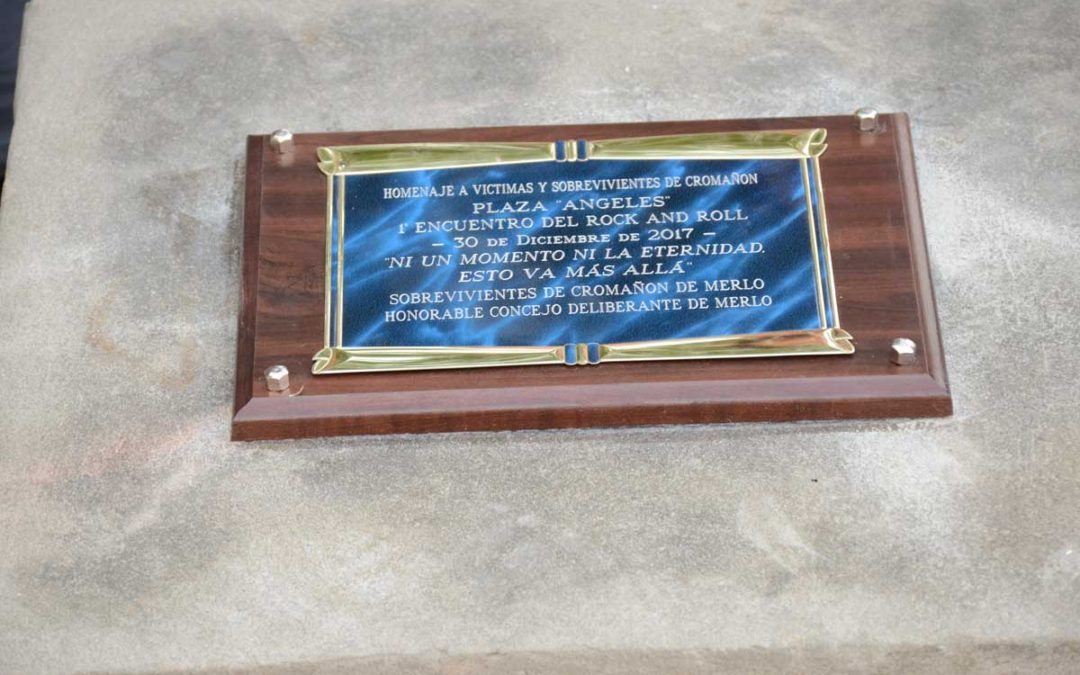 HOMENAJE A VICTIMAS Y SOBREVIVIENTES DE CROMAÑON
PLAZA "ANGELES"
1° ENCUENTRO DEL ROCK AND ROLL
– 30 DE DICIEMBRE DE 2017 –
"NI UN MOMENTO NI LA ETERNIDAD.
ESTO VA MÁS ALLÁ"
SOBREVIVIENTES DE CROMAÑON DE MERLO
HONORABLE CONCEJO DELIBERANTE DE MERLO